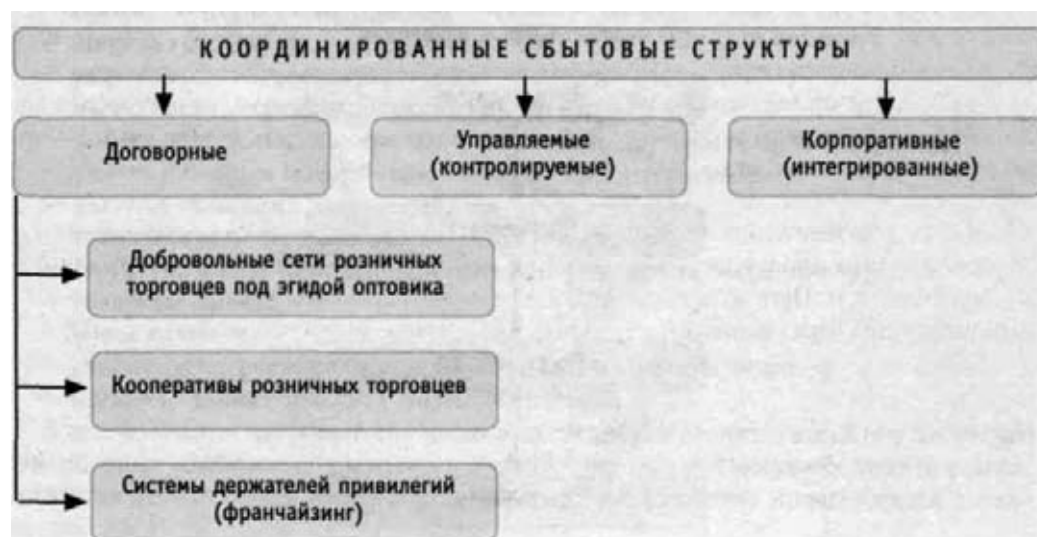 КООРДИНИРОВАННЫЕ СБЫТОВЫЕ СТРУКТУРЫ
Договорные
Управляемые
(контролируемые)
Корпоративные
(интегрированные)
Добровольные сети розничных
торговцев под эгидой оптовика
Кооперативы розничных торговцев
Системы держателей привилегий
(франчайзинг)